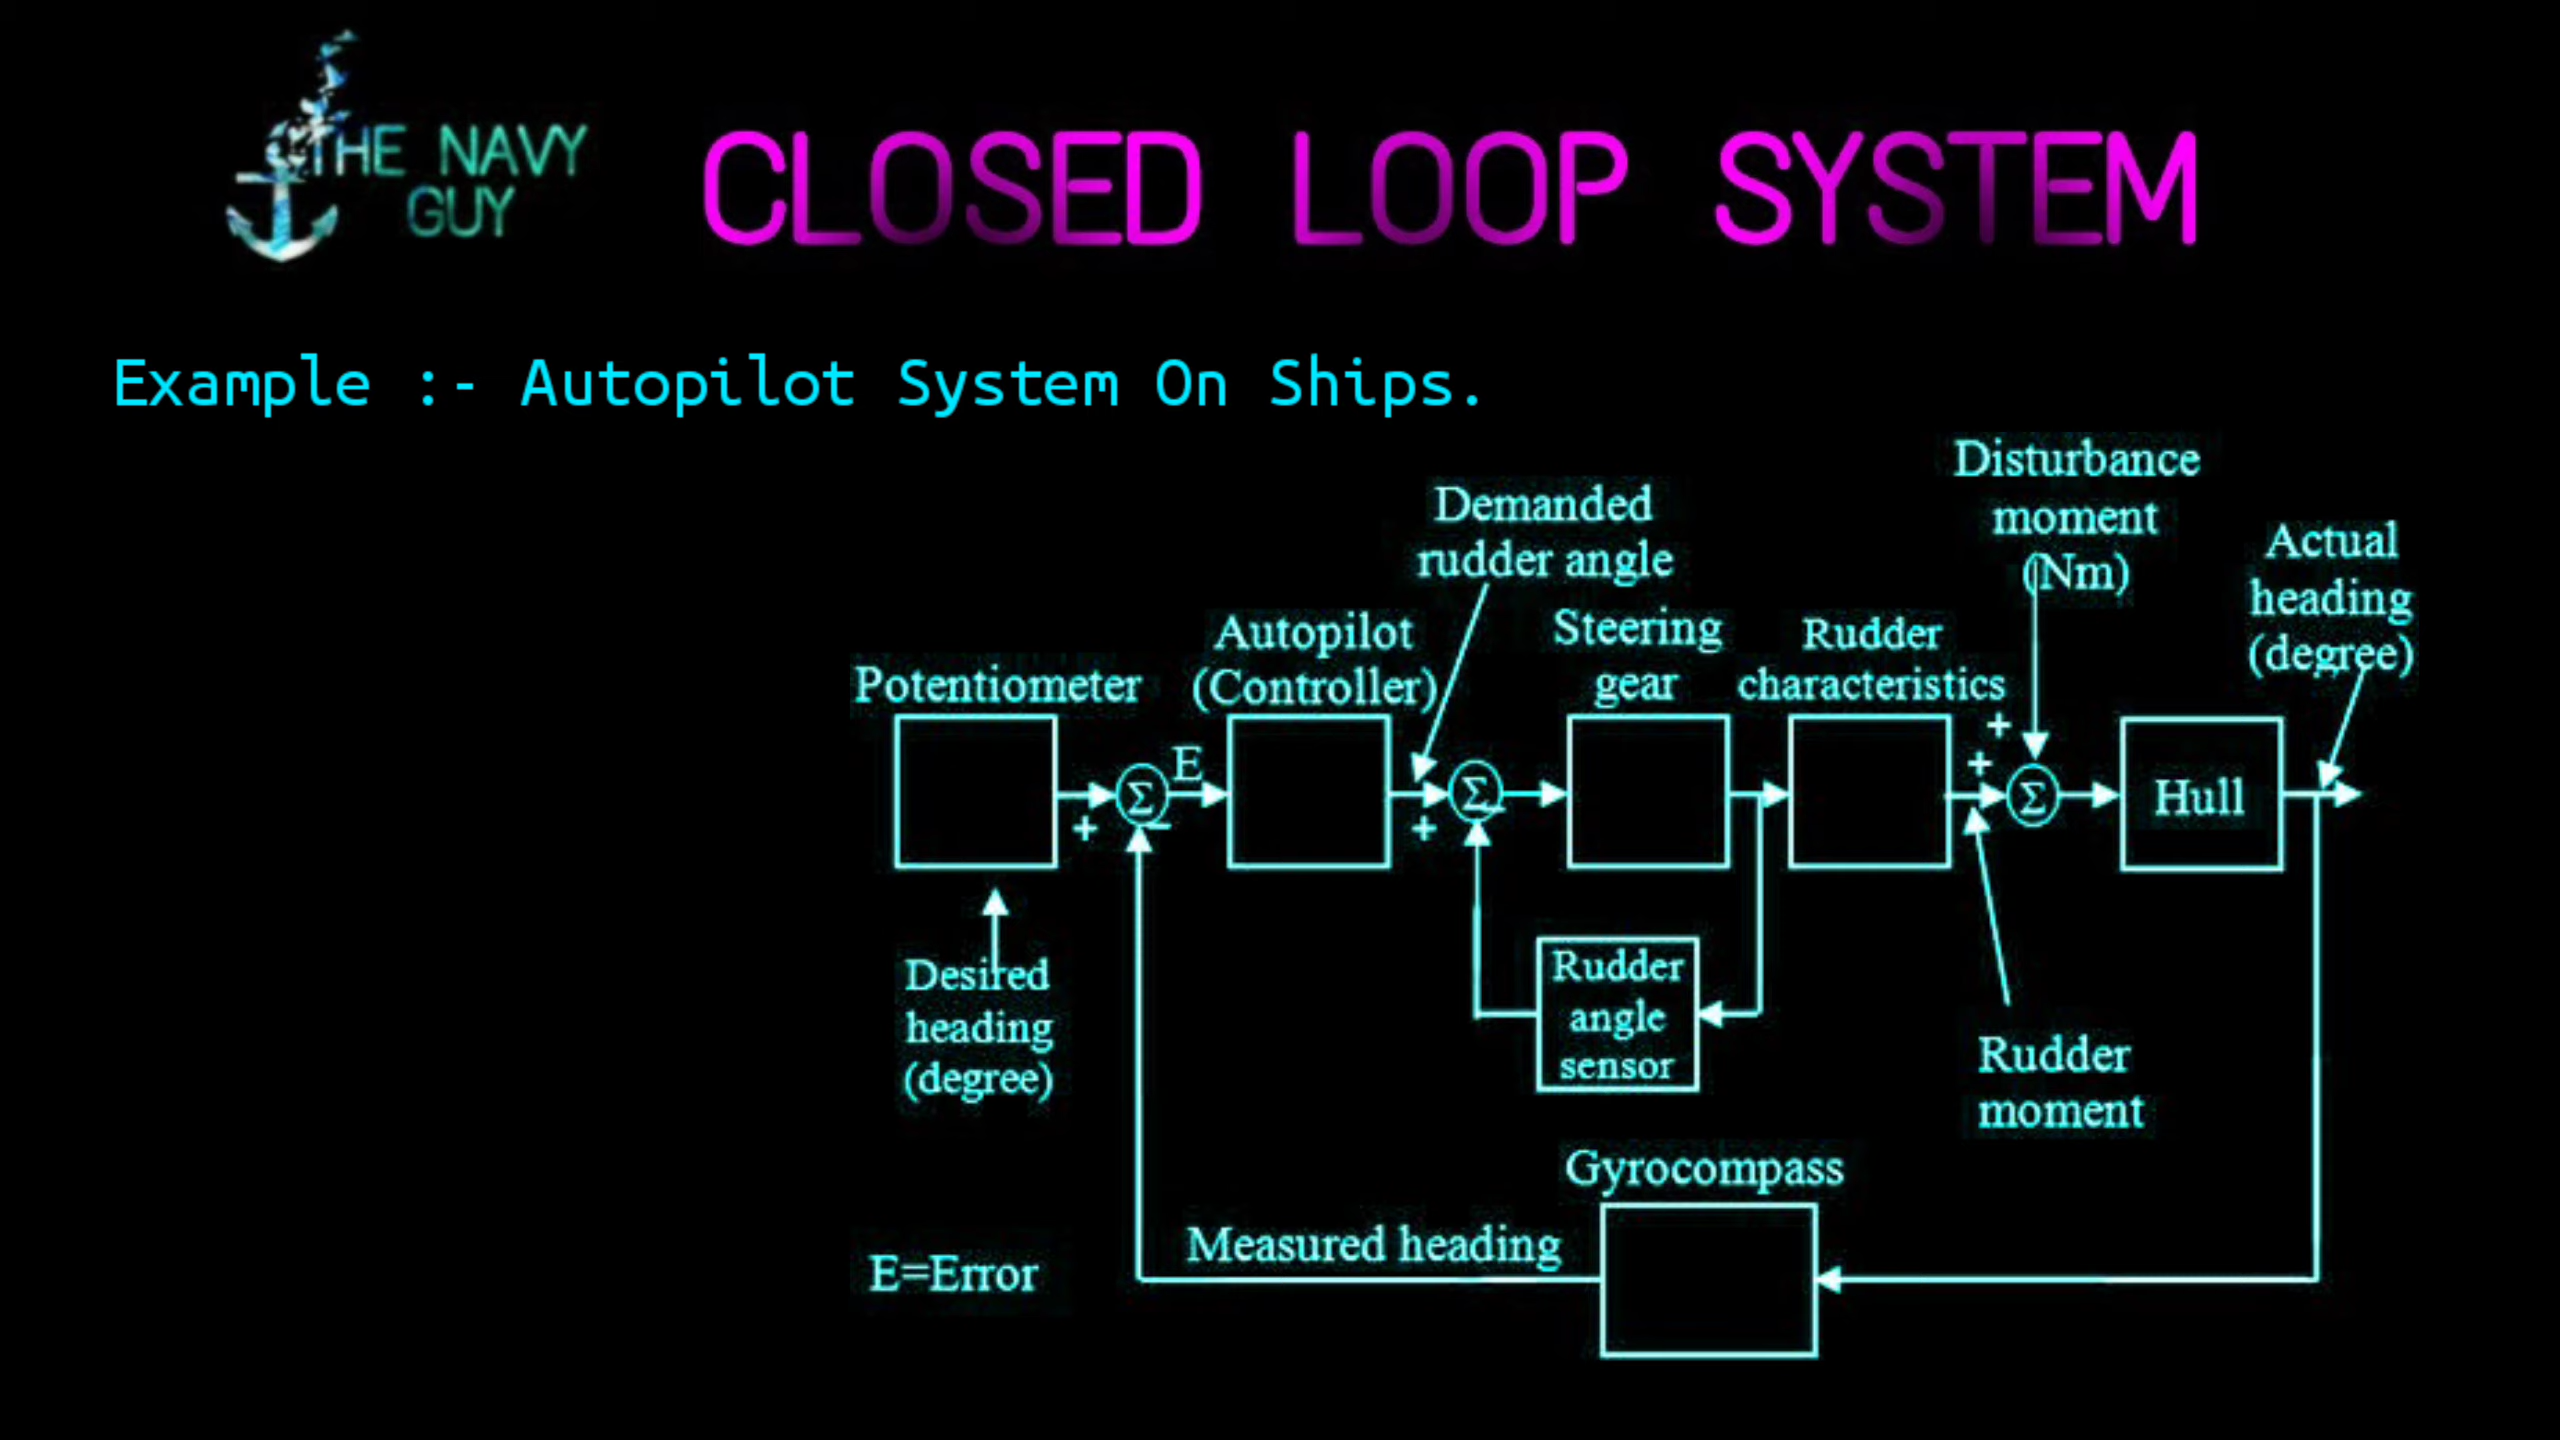 THE NAVY
GUY
CLOSED LOOP SYSTEM
Example :- Autopilot System On Ships.
Disturbance
moment
(Nm)
Demanded
rudder angle
Actual
heading
(degree)
Potentiometer
Autopilot
(Controller)
Steering
gear
Rudder
characteristics
+
+
E
Σ
+
−
Σ
+
−
Σ
Hull
Desired
heading
(degree)
Rudder
angle
sensor
Rudder
moment
Gyrocompass
Measured heading
E=Error